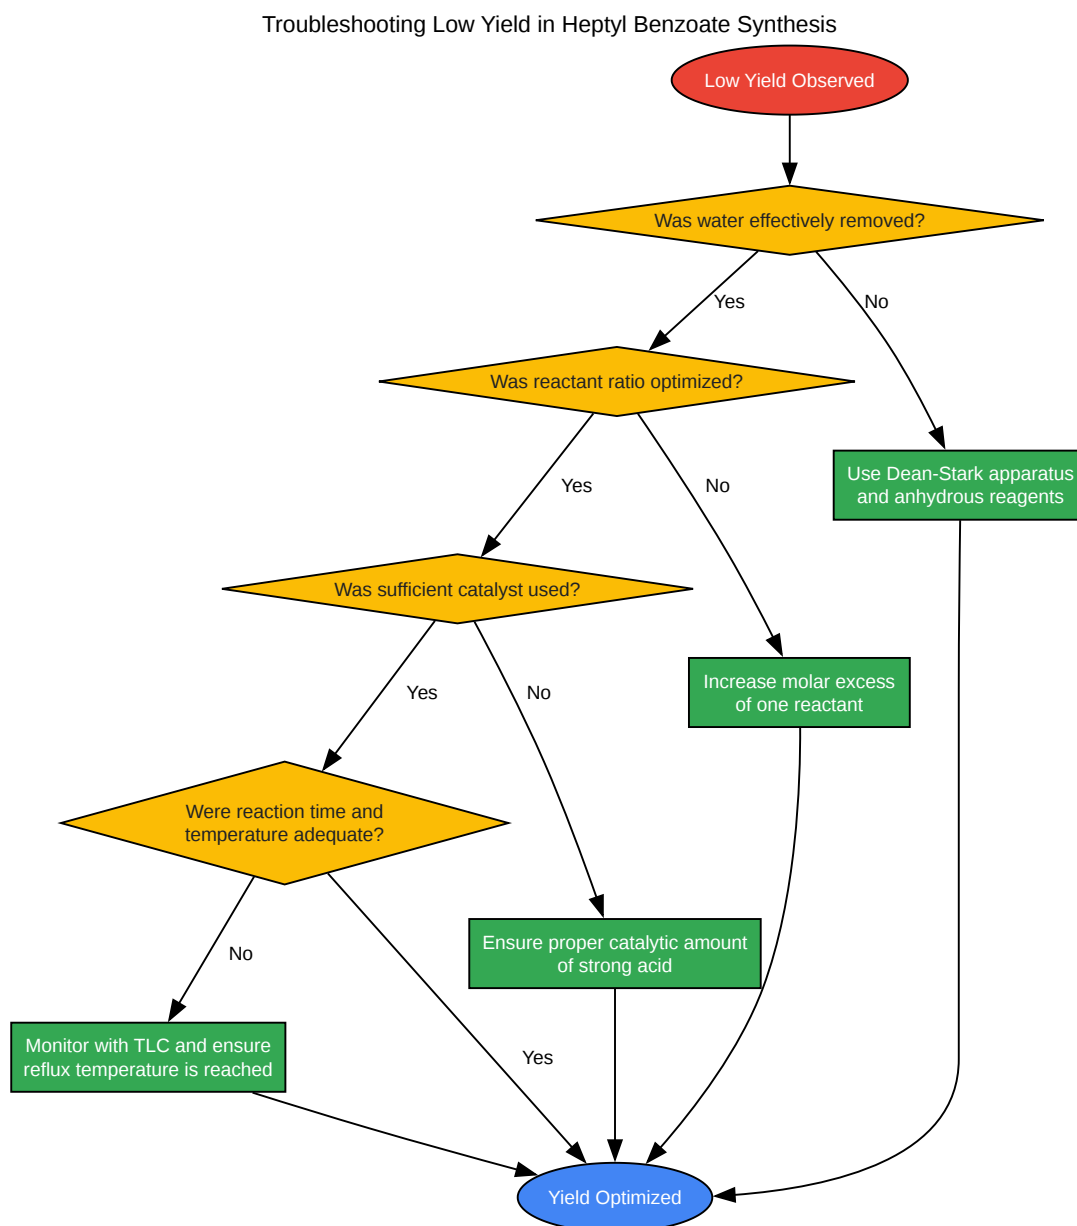 Troubleshooting Low Yield in Heptyl Benzoate Synthesis
Low Yield Observed
Was water effectively removed?
Yes
No
Was reactant ratio optimized?
Use Dean-Stark apparatus
and anhydrous reagents
Yes
No
Was sufficient catalyst used?
Increase molar excess
of one reactant
Yes
No
Were reaction time and
temperature adequate?
Ensure proper catalytic amount
of strong acid
No
Yes
Monitor with TLC and ensure
reflux temperature is reached
Yield Optimized